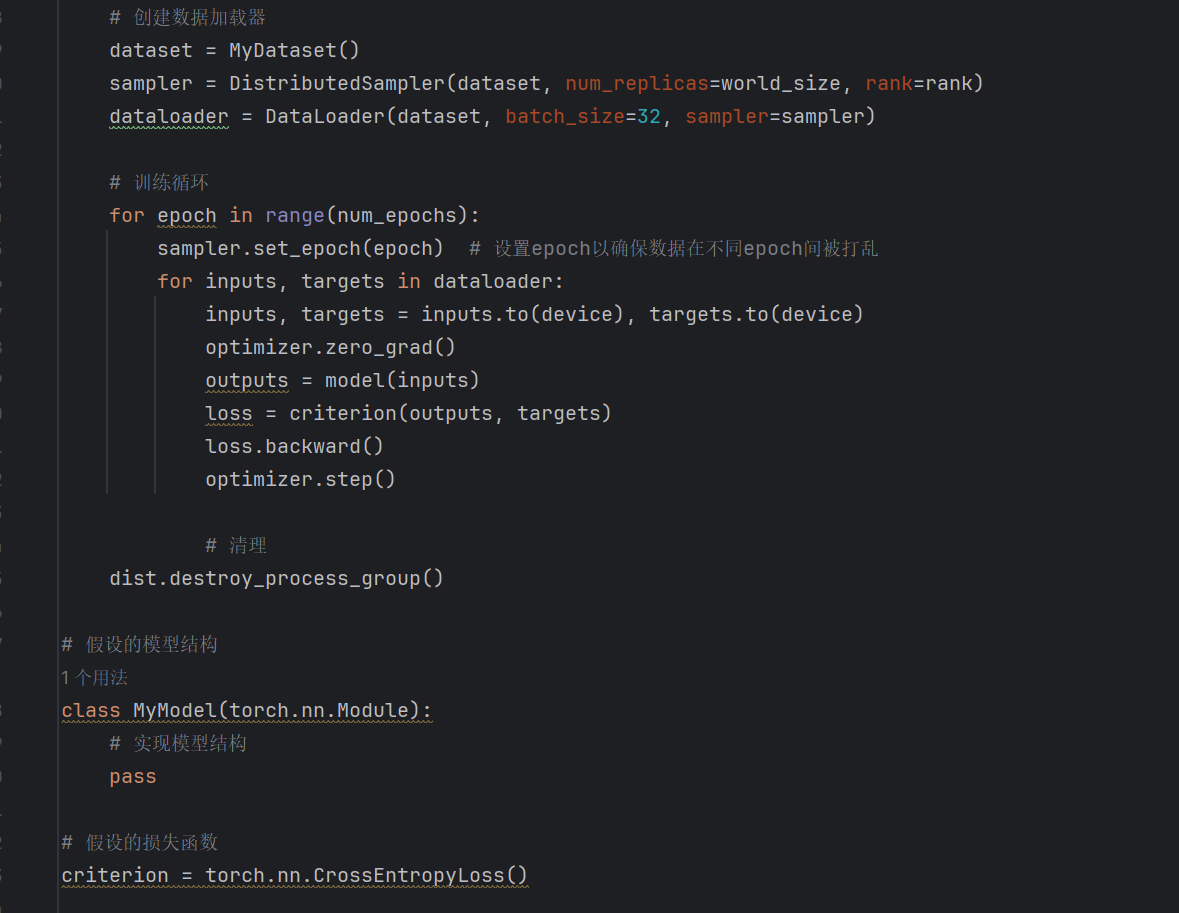 # 创建数据加载器
dataset = MyDataset()
sampler = DistributedSampler(dataset, num_replicas=world_size, rank=rank)
dataloader = DataLoader(dataset, batch_size=32, sampler=sampler)
# 训练循环
for epoch in range(num_epochs):
sampler.set_epoch(epoch)  # 设置epoch以确保数据在不同epoch间被打乱
for inputs, targets in dataloader:
inputs, targets = inputs.to(device), targets.to(device)
optimizer.zero_grad()
outputs = model(inputs)
loss = criterion(outputs, targets)
loss.backward()
optimizer.step()
# 清理
dist.destroy_process_group()
# 假设的模型结构
1 个用法
class MyModel(torch.nn.Module):
# 实现模型结构
pass
# 假设的损失函数
criterion = torch.nn.CrossEntropyLoss()